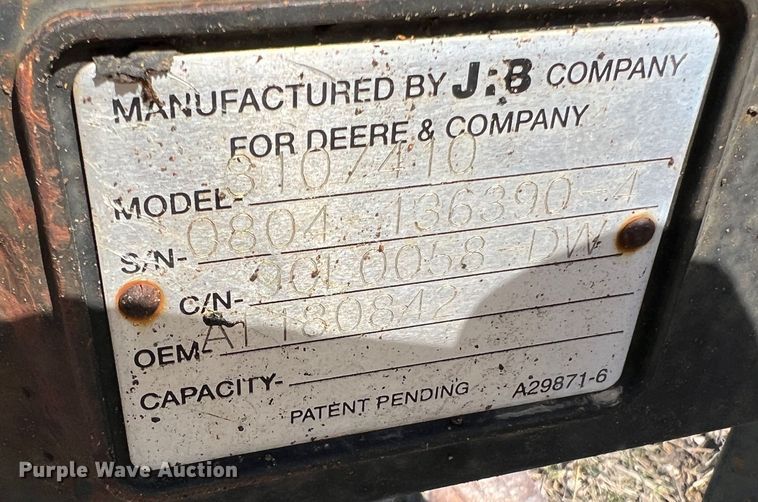 MANUFACTURED BY J.B COMPANY
FOR DEERE & COMPANY
MODEL- 310/410
S/N- 0804-136390-4
C/N- 90L0058-DW
OEM- AT180842
CAPACITY-
PATENT PENDING A29871-6
Purple Wave Auction